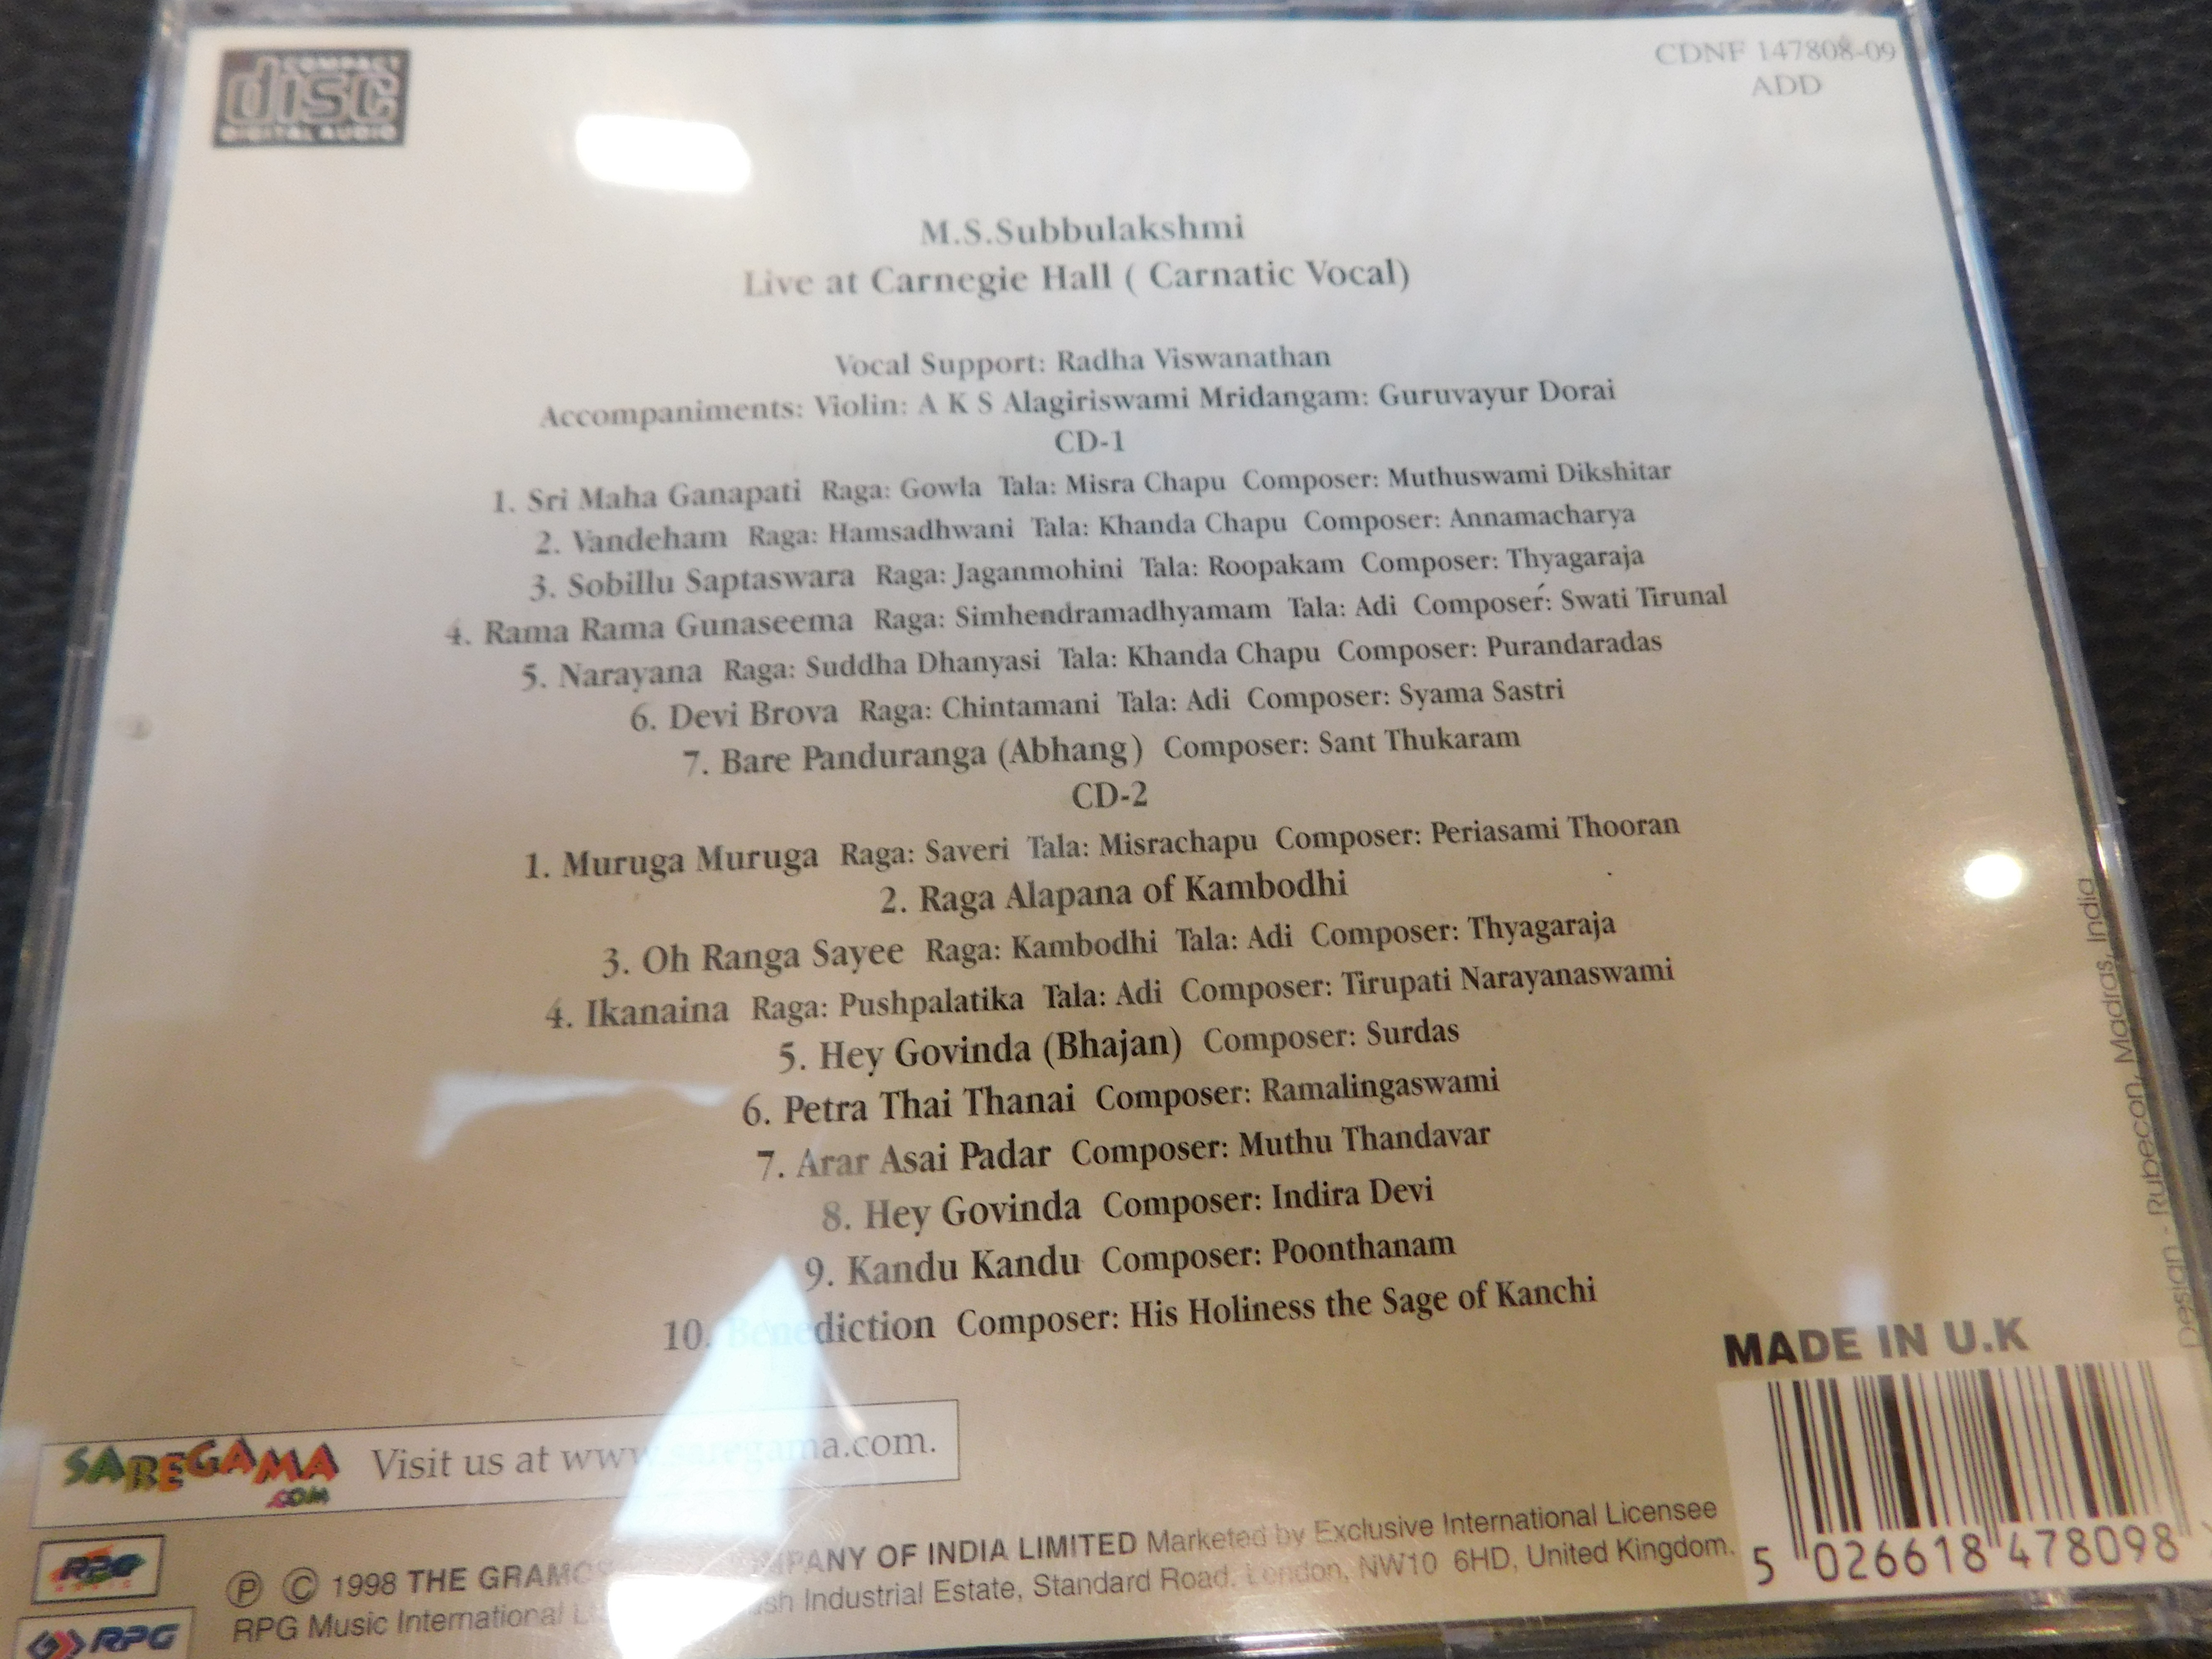 COMPACT
disc
DIGITAL AUDIO
CDNF 147808-09
ADD
M.S.Subbulakshmi
Live at Carnegie Hall ( Carnatic Vocal)
Vocal Support: Radha Viswanathan
Accompaniments: Violin: A K S Alagiriswami Mridangam: Guruvayur Dorai
CD-1
1. Sri Maha Ganapati Raga: Gowla Tala: Misra Chapu Composer: Muthuswami Dikshitar
2. Vandeham Raga: Hamsadhwani Tala: Khanda Chapu Composer: Annamacharya
3. Sobillu Saptaswara Raga: Jaganmohini Tala: Roopakam Composer: Thyagaraja
4. Rama Rama Gunaseema Raga: Simhendramadhyamam Tala: Adi Composer: Swati Tirunal
5. Narayana Raga: Suddha Dhanyasi Tala: Khanda Chapu Composer: Purandaradas
6. Devi Brova Raga: Chintamani Tala: Adi Composer: Syama Sastri
7. Bare Panduranga (Abhang) Composer: Sant Thukaram
CD-2
1. Muruga Muruga Raga: Saveri Tala: Misrachapu Composer: Periasami Thooran
2. Raga Alapana of Kambodhi
3. Oh Ranga Sayee Raga: Kambodhi Tala: Adi Composer: Thyagaraja
4. Ikanaina Raga: Pushpalatika Tala: Adi Composer: Tirupati Narayanaswami
5. Hey Govinda (Bhajan) Composer: Surdas
6. Petra Thai Thanai Composer: Ramalingaswami
7. Arar Asai Padar Composer: Muthu Thandavar
8. Hey Govinda Composer: Indira Devi
9. Kandu Kandu Composer: Poonthanam
10. Benediction Composer: His Holiness the Sage of Kanchi
Design - Rubecon, Madras, India
MADE IN U.K
SAREGAMA
.COM
Visit us at www.saregama.com.
RPG
MUSIC
Ⓟ © 1998 THE COMPANY OF INDIA LIMITED Marketed by Exclusive International Licensee
RPG Music International Industrial Estate, Standard Road, London, NW10 6HD, United Kingdom.
RPG
5 026618 478098